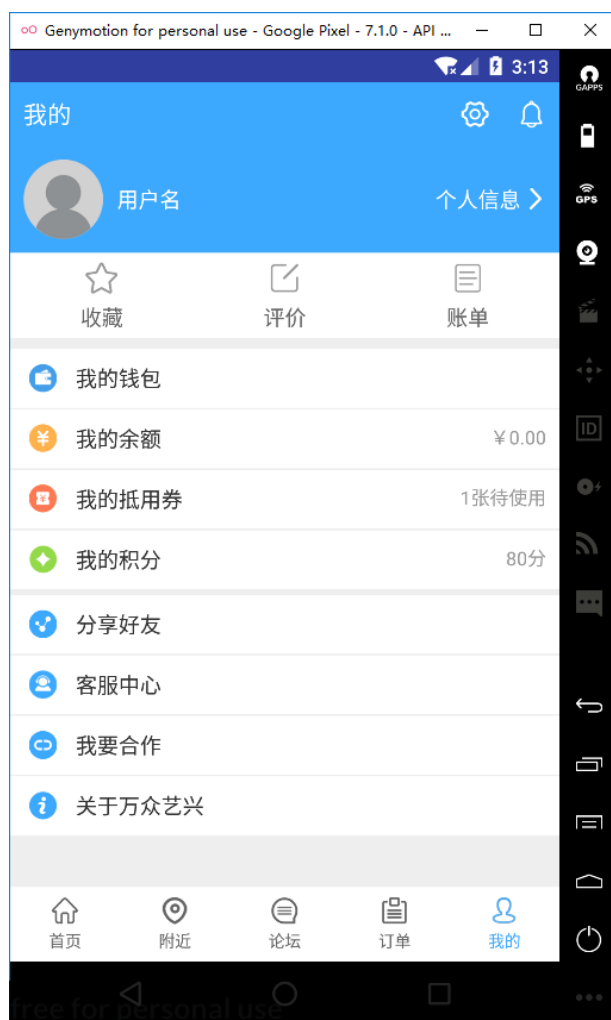 Genymotion for personal use - Google Pixel - 7.1.0 - API ...
3:13
GAPPS
我的
GPS
用户名
个人信息
收藏
评价
账单
我的钱包
我的余额
￥0.00
ID
我的抵用券
1张待使用
我的积分
80分
分享好友
客服中心
我要合作
关于万众艺兴
首页
附近
论坛
订单
我的
free for personal use